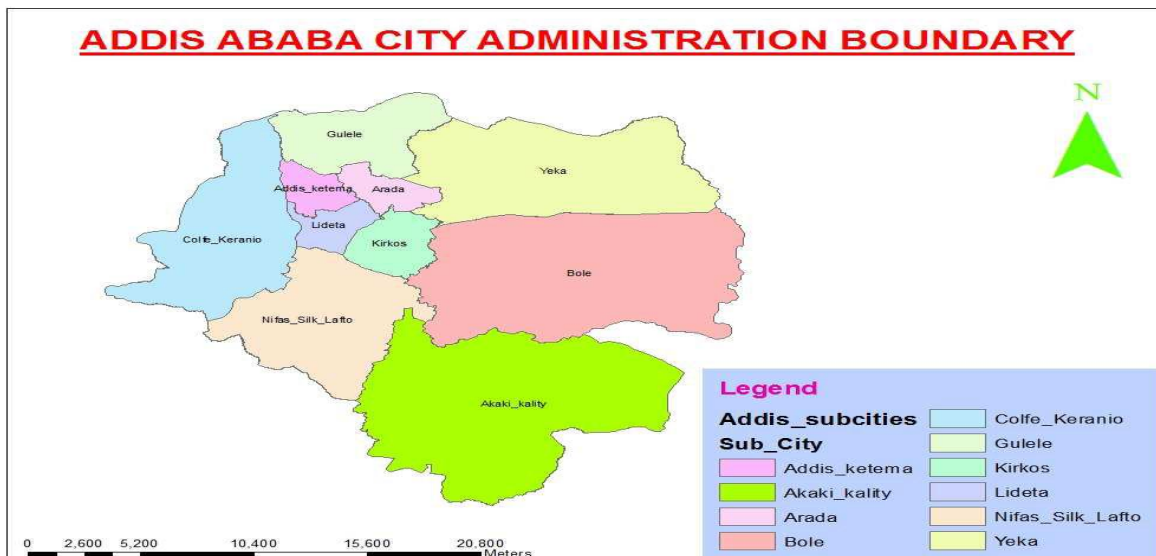 ADDIS ABABA CITY ADMINISTRATION BOUNDARY
N
Gulele
Yeka
Addis_ketema
Arada
Lideta
Colfe_Keranio
Kirkos
Bole
Nifas_Silk_Lafto
Akaki_kality
Legend
Addis_subcities
Sub_City
Addis_ketema
Akaki_kality
Arada
Bole
Colfe_Keranio
Gulele
Kirkos
Lideta
Nifas_Silk_Lafto
Yeka
0 2,600 5,200 10,400 15,600 20,800
Meters